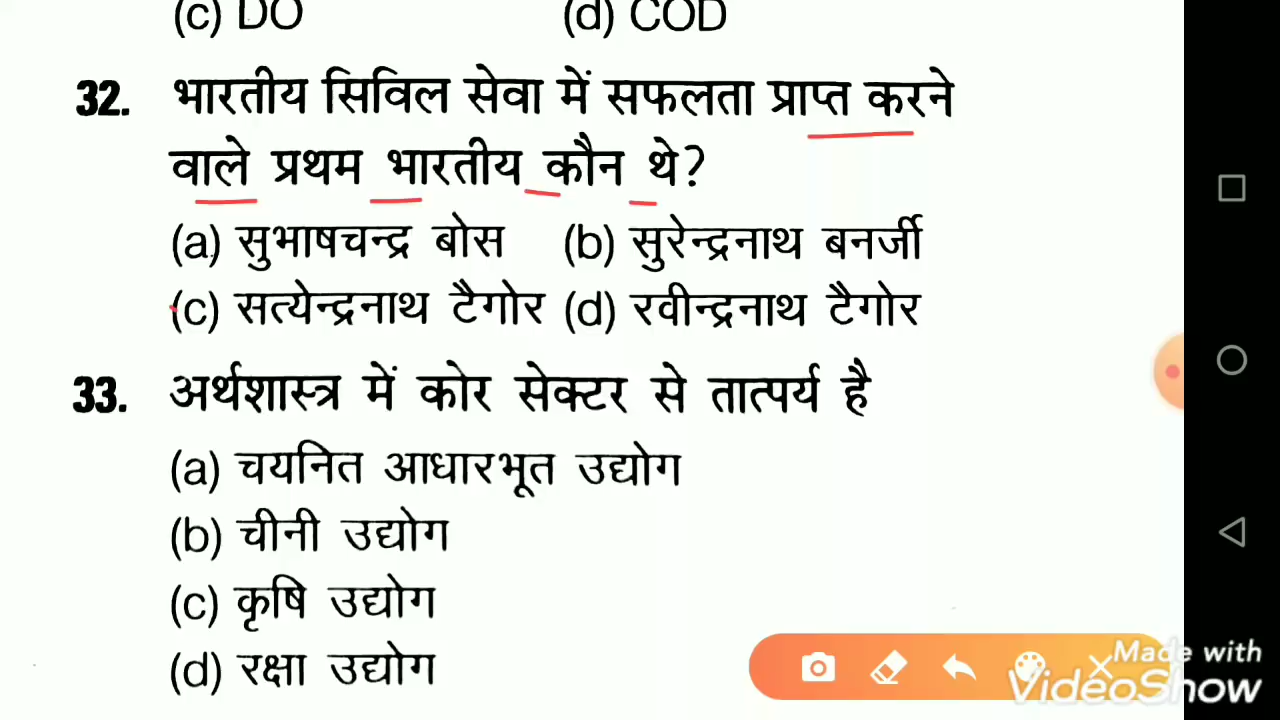 (c) DO (d) COD
32. भारतीय सिविल सेवा में सफलता प्राप्त करने
वाले प्रथम भारतीय कौन थे?
(a) सुभाषचन्द्र बोस (b) सुरेन्द्रनाथ बनर्जी
(c) सत्येन्द्रनाथ टैगोर (d) रवीन्द्रनाथ टैगोर
33. अर्थशास्त्र में कोर सेक्टर से तात्पर्य है
(a) चयनित आधारभूत उद्योग
(b) चीनी उद्योग
(c) कृषि उद्योग
(d) रक्षा उद्योग
Made with
VideoShow